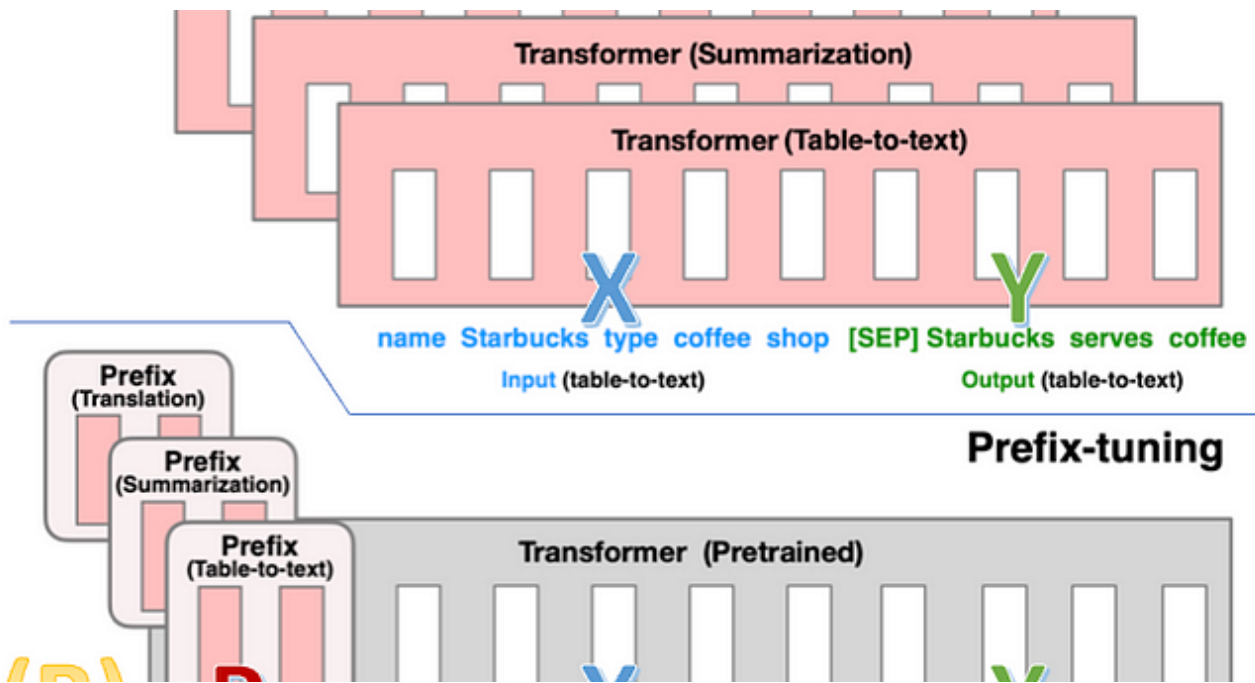 Transformer (Summarization)
Transformer (Table-to-text)
X Y
name Starbucks type coffee shop [SEP] Starbucks serves coffee
Input (table-to-text) Output (table-to-text)
Prefix
(Translation)
Prefix-tuning
Prefix
(Summarization)
Prefix
(Table-to-text)
Transformer (Pretrained)